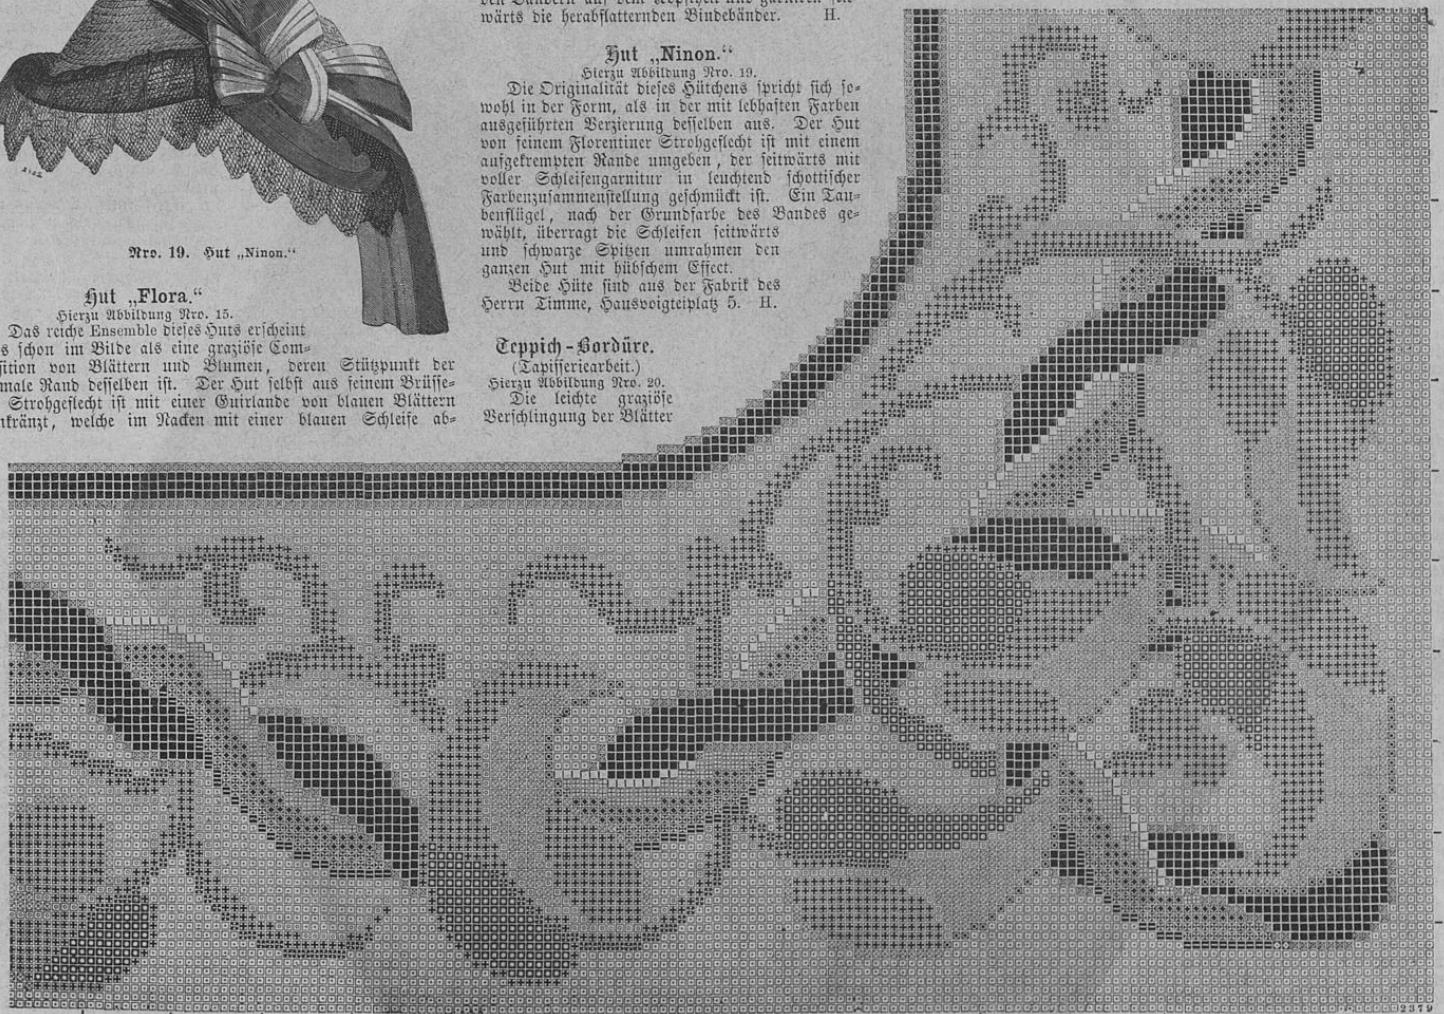 Nro. 19. Hut „Ninon.“
Hut „Flora.“
Hierzu Abbildung Nro. 15.
Das reiche Ensemble dieses Huts erscheint
s schon im Bilde als eine graziöse Com-
sition von Blättern und Blumen, deren Stützpunkt der
male Rand desselben ist. Der Hut selbst aus feinem Brüsse-
Strohgeflecht ist mit einer Guirlande von blauen Blättern
kränzt, welche im Nacken mit einer blauen Schleife ab-
wärts die herabflatternden Bindebänder. H.
Hut „Ninon.“
Hierzu Abbildung Nro. 19.
Die Originalität dieses Hütchens spricht sich so-
wohl in der Form, als in der mit lebhaften Farben
ausgeführten Verzierung desselben aus. Der Hut
von feinem Florentiner Strohgeflecht ist mit einem
aufgekrempten Rande umgeben, der seitwärts mit
voller Schleifengarnitur in leuchtend schottischer
Farbenzusammenstellung geschmückt ist. Ein Tau-
benflügel, nach der Grundfarbe des Bandes ge-
wählt, überragt die Schleifen seitwärts
und schwarze Spitzen umrahmen den
ganzen Hut mit hübschem Effect.
Beide Hüte sind aus der Fabrik des
Herrn Timme, Hausvoigteiplatz 5. H.
Teppich-Bordüre.
(Tapisseriearbeit.)
Hierzu Abbildung Nro. 20.
Die leichte graziöse
Verschlingung der Blätter
2379